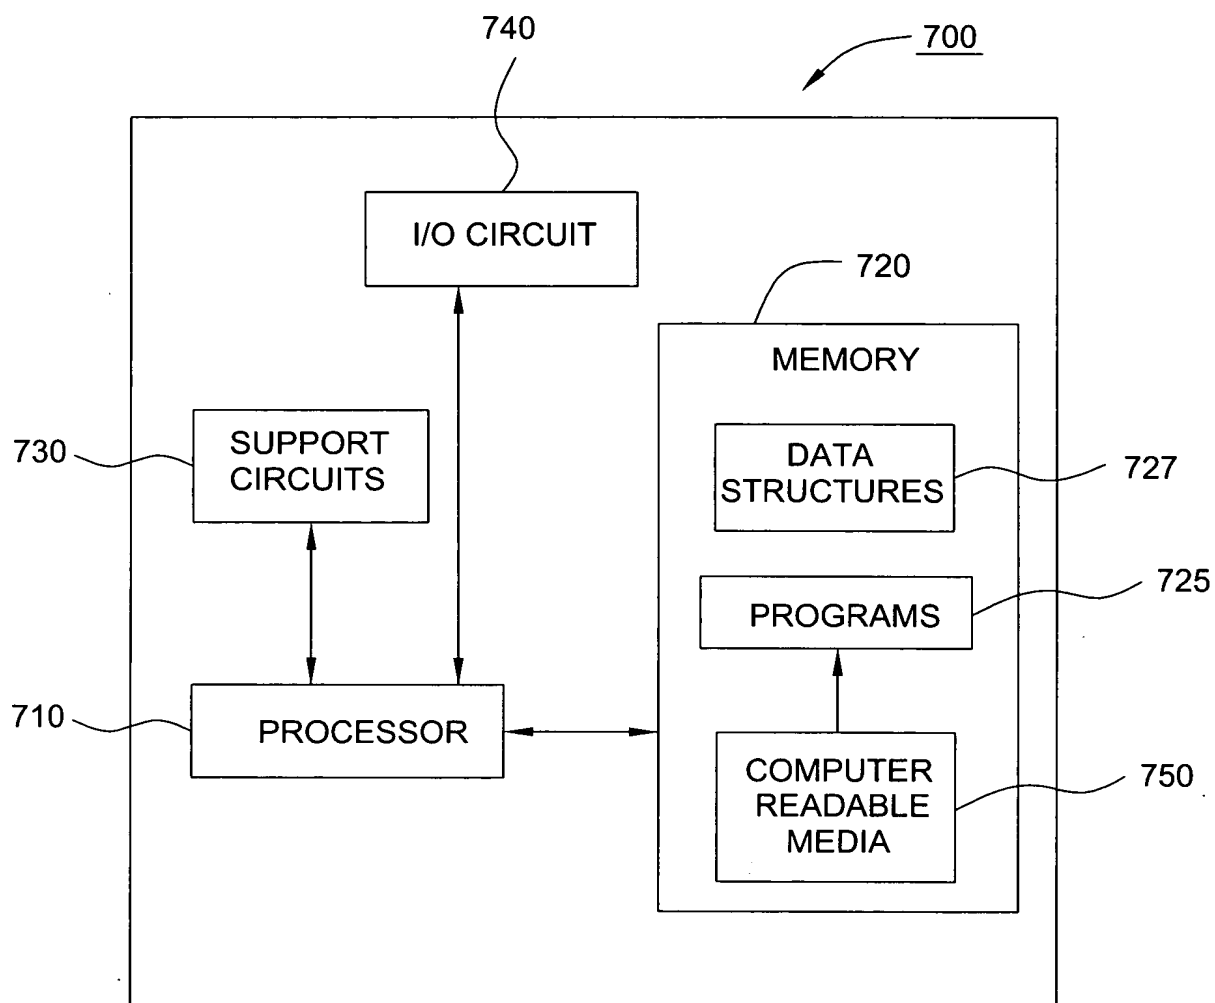 740
700
I/O CIRCUIT
720
MEMORY
730
SUPPORT
CIRCUITS
DATA
STRUCTURES
727
725
PROGRAMS
710
PROCESSOR
COMPUTER
READABLE
MEDIA
750